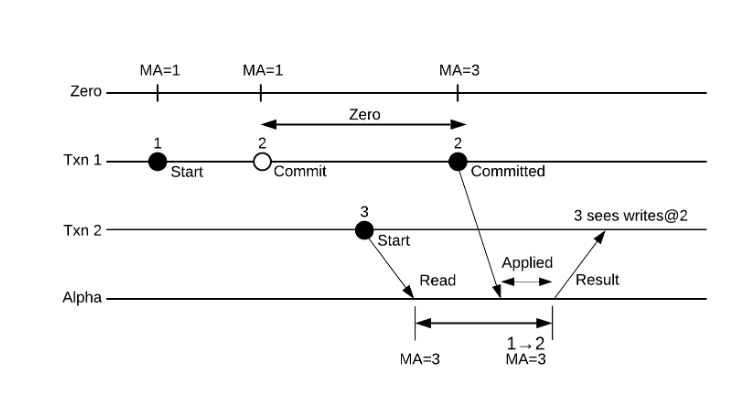 MA=1 MA=1 MA=3
Zero
Zero
1 2 2
Txn 1
Start Commit Committed
3 3 sees writes@2
Txn 2
Start
Applied
Read Result
Alpha
1→2
MA=3 MA=3